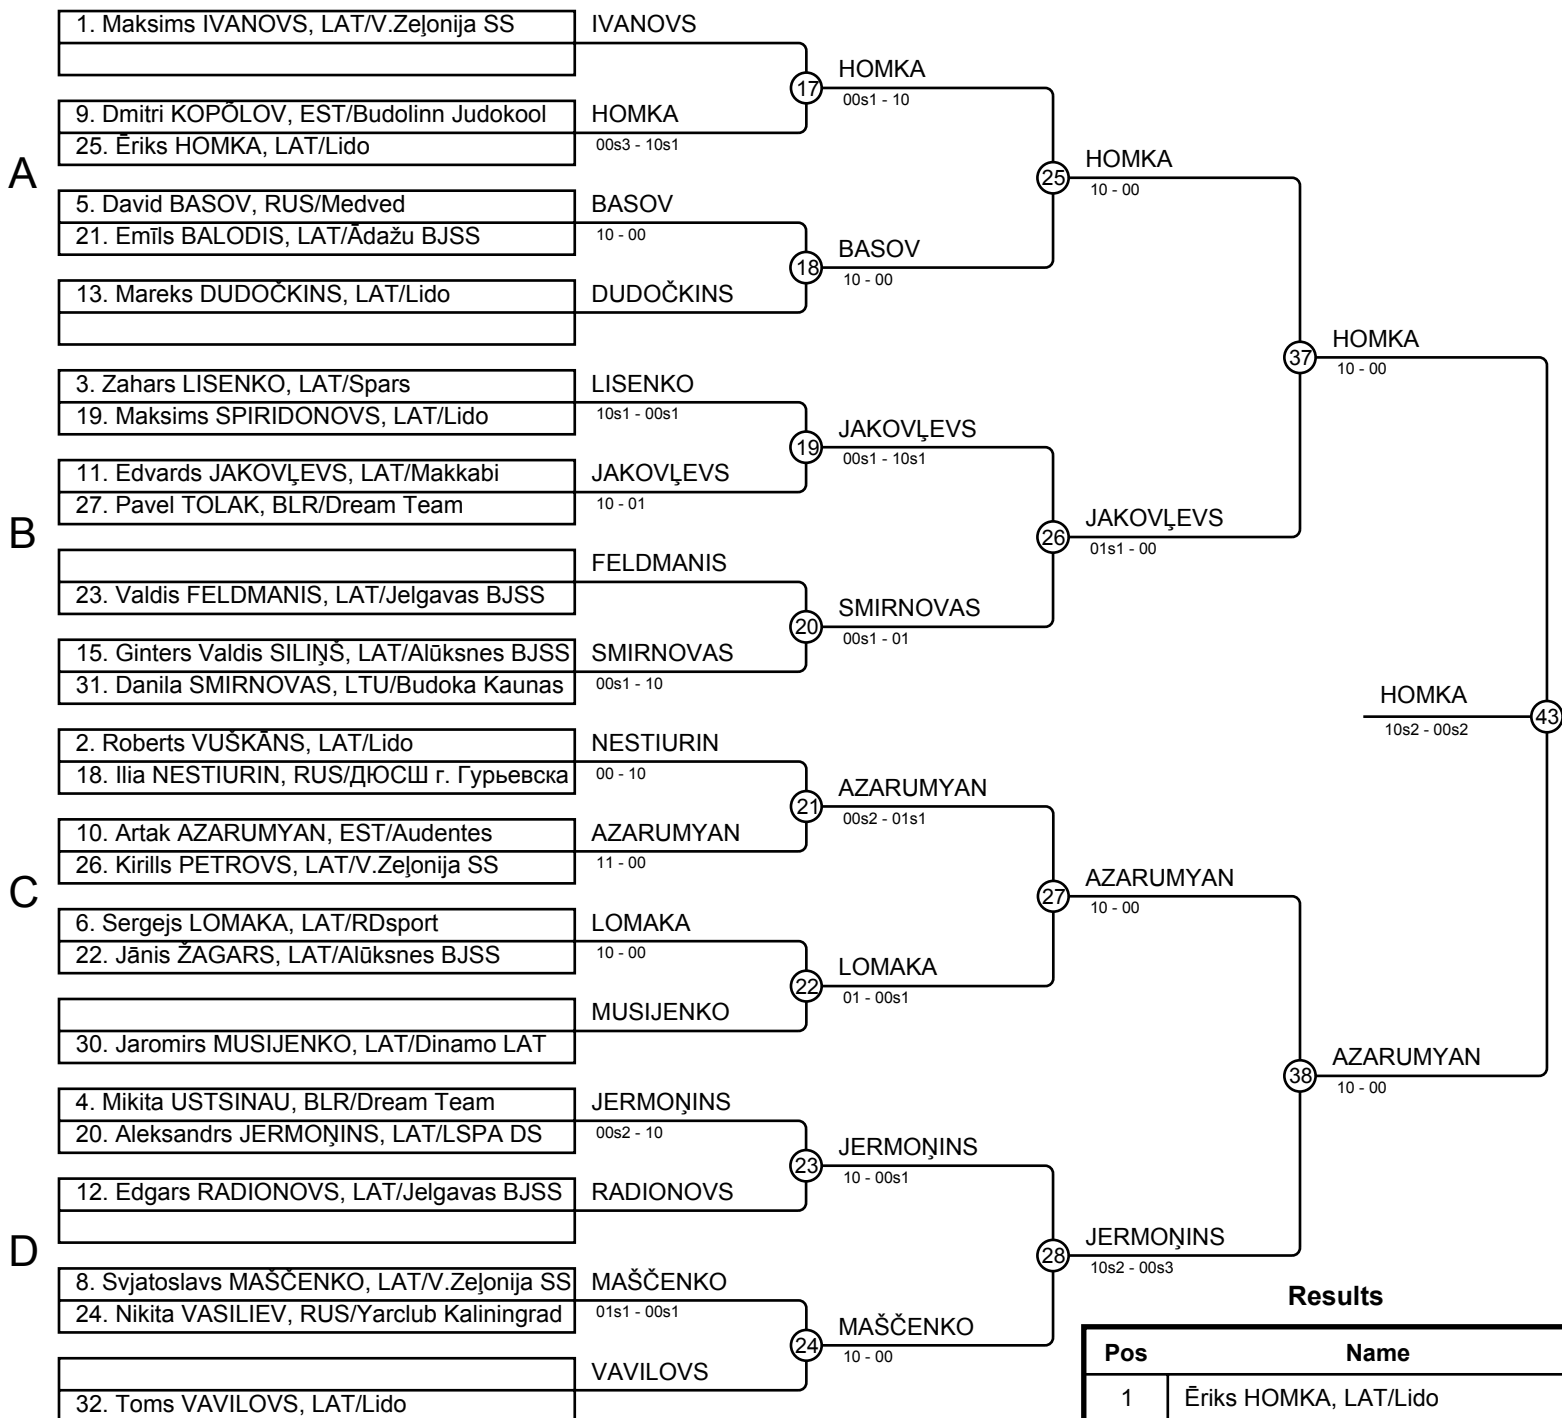 1. Maksims IVANOVS, LAT/V.Zeļonija SS
9. Dmitri KOPÕLOV, EST/Budolinn Judokool
25. Ēriks HOMKA, LAT/Lido
A
5. David BASOV, RUS/Medved
21. Emīls BALODIS, LAT/Ādažu BJSS
13. Mareks DUDOČKINS, LAT/Lido
3. Zahars LISENKO, LAT/Spars
19. Maksims SPIRIDONOVS, LAT/Lido
11. Edvards JAKOVĻEVS, LAT/Makkabi
27. Pavel TOLAK, BLR/Dream Team
B
23. Valdis FELDMANIS, LAT/Jelgavas BJSS
15. Ginters Valdis SILIŅŠ, LAT/Alūksnes BJSS
31. Danila SMIRNOVAS, LTU/Budoka Kaunas
2. Roberts VUŠKĀNS, LAT/Lido
18. Ilia NESTIURIN, RUS/ДЮСШ г. Гурьевска
10. Artak AZARUMYAN, EST/Audentes
26. Kirills PETROVS, LAT/V.Zeļonija SS
C
6. Sergejs LOMAKA, LAT/RDsport
22. Jānis ŽAGARS, LAT/Alūksnes BJSS
30. Jaromirs MUSIJENKO, LAT/Dinamo LAT
4. Mikita USTSINAU, BLR/Dream Team
20. Aleksandrs JERMOŅINS, LAT/LSPA DS
12. Edgars RADIONOVS, LAT/Jelgavas BJSS
D
8. Svjatoslavs MAŠČENKO, LAT/V.Zeļonija SS
24. Nikita VASILIEV, RUS/Yarclub Kaliningrad
32. Toms VAVILOVS, LAT/Lido
IVANOVS
HOMKA
00s3 - 10s1
BASOV
10 - 00
DUDOČKINS
LISENKO
10s1 - 00s1
JAKOVĻEVS
10 - 01
FELDMANIS
SMIRNOVAS
00s1 - 10
NESTIURIN
00 - 10
AZARUMYAN
11 - 00
LOMAKA
10 - 00
MUSIJENKO
JERMOŅINS
00s2 - 10
RADIONOVS
MAŠČENKO
01s1 - 00s1
VAVILOVS
17
HOMKA
00s1 - 10
18
BASOV
10 - 00
19
JAKOVĻEVS
00s1 - 10s1
20
SMIRNOVAS
00s1 - 01
21
AZARUMYAN
00s2 - 01s1
22
LOMAKA
01 - 00s1
23
JERMOŅINS
10 - 00s1
24
MAŠČENKO
10 - 00
25
HOMKA
10 - 00
26
JAKOVĻEVS
01s1 - 00
27
AZARUMYAN
10 - 00
28
JERMOŅINS
10s2 - 00s3
37
HOMKA
10 - 00
38
AZARUMYAN
10 - 00
HOMKA
10s2 - 00s2
43
Results
Pos Name
1 Ēriks HOMKA, LAT/Lido